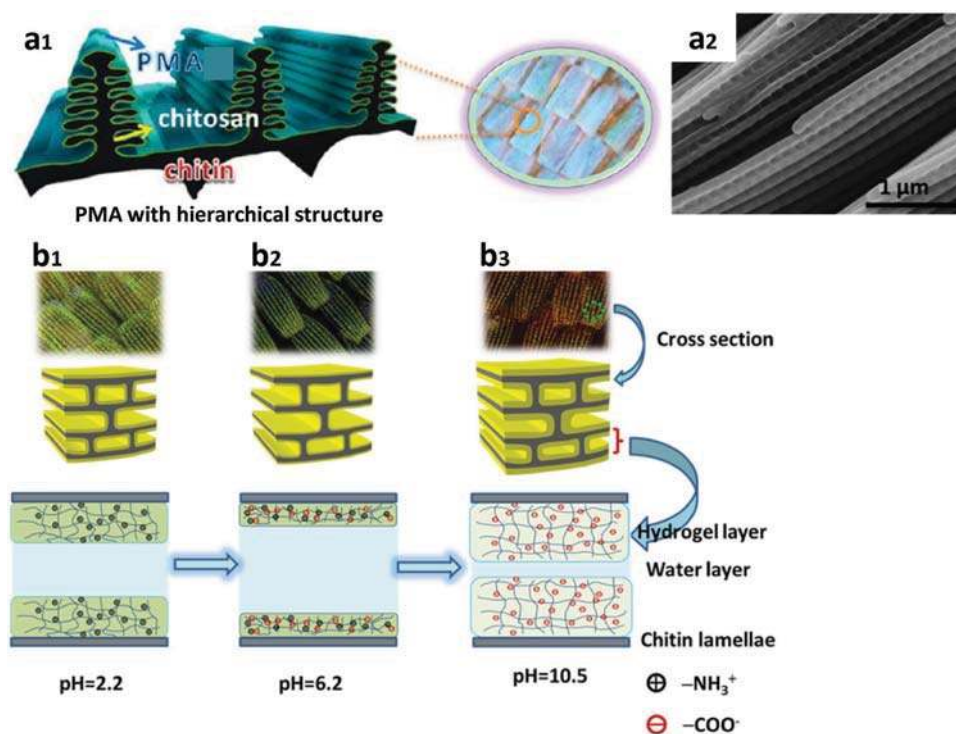 a1
PMA
chitosan
chitin
PMA with hierarchical structure
a2
1 μm
b1
b2
b3
Cross section
Hydrogel layer
Water layer
Chitin lamellae
pH=2.2
pH=6.2
pH=10.5
⊕ –NH₃⁺
⊖ –COO⁻